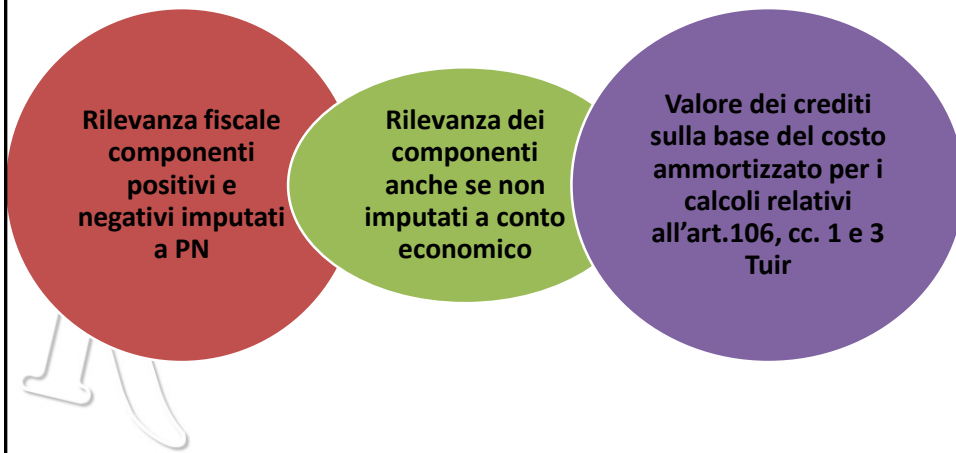 Rilevanza fiscale
componenti
positivi e
negativi imputati
a PN
Rilevanza dei
componenti
anche se non
imputati a conto
economico
Valore dei crediti
sulla base del costo
ammortizzato per i
calcoli relativi
all’art.106, cc. 1 e 3
Tuir